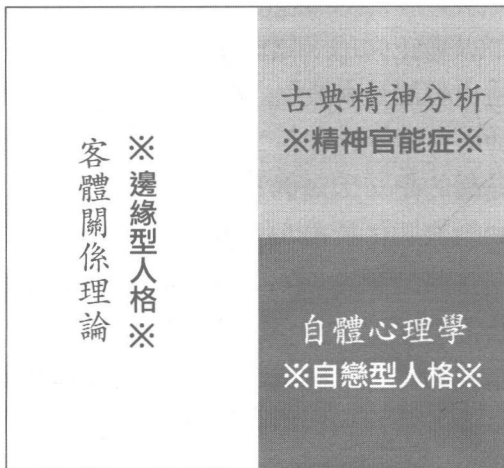 客體關係理論
※邊緣型人格※
古典精神分析
※精神官能症※
自體心理學
※自戀型人格※